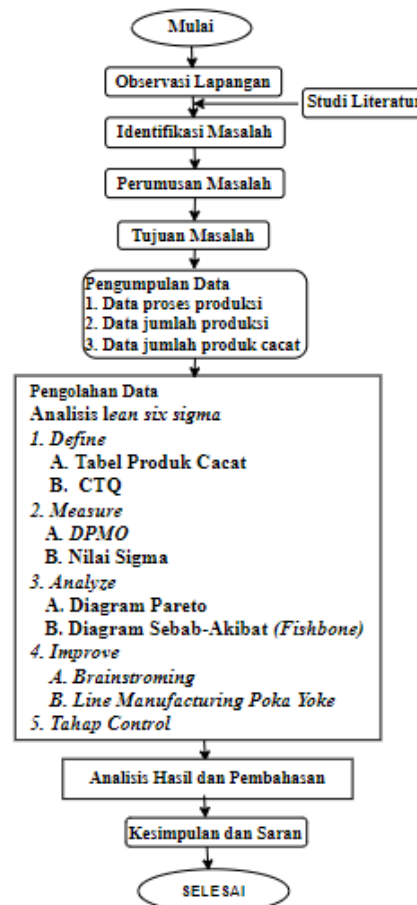 Mulai
Observasi Lapangan
Studi Literatur
Identifikasi Masalah
Perumusan Masalah
Tujuan Masalah
Pengumpulan Data
1. Data proses produksi
2. Data jumlah produksi
3. Data jumlah produk cacat
Pengolahan Data
Analisis lean six sigma
1. Define
A. Tabel Produk Cacat
B. CTQ
2. Measure
A. DPMO
B. Nilai Sigma
3. Analyze
A. Diagram Pareto
B. Diagram Sebab-Akibat (Fishbone)
4. Improve
A. Brainstroming
B. Line Manufacturing Poka Yoke
5. Tahap Control
Analisis Hasil dan Pembahasan
Kesimpulan dan Saran
SELESAI